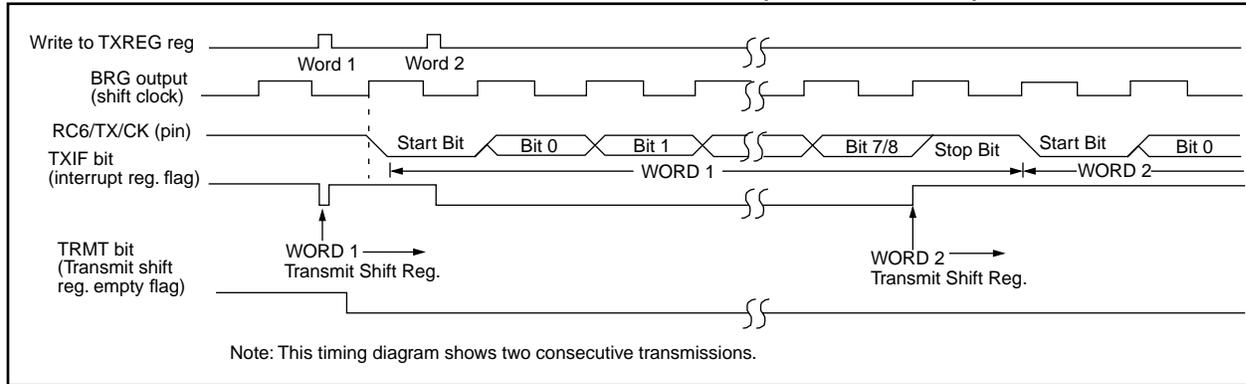 Write to TXREG reg
Word 1
Word 2
BRG output
(shift clock)
RC6/TX/CK (pin)
Start Bit
Bit 0
Bit 1
Bit 7/8
Stop Bit
Start Bit
Bit 0
TXIF bit
(interrupt reg. flag)
WORD 1
WORD 2
TRMT bit
(Transmit shift
reg. empty flag)
WORD 1
Transmit Shift Reg.
WORD 2
Transmit Shift Reg.
Note: This timing diagram shows two consecutive transmissions.